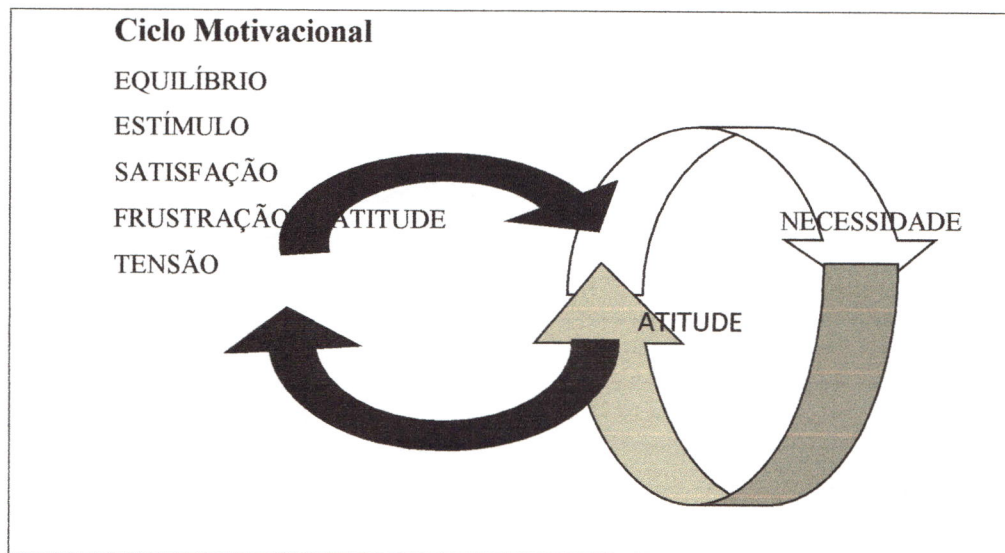 Ciclo Motivacional
EQUILÍBRIO
ESTÍMULO
SATISFAÇÃO
FRUSTRAÇÃO ATITUDE
NECESSIDADE
TENSÃO
ATITUDE